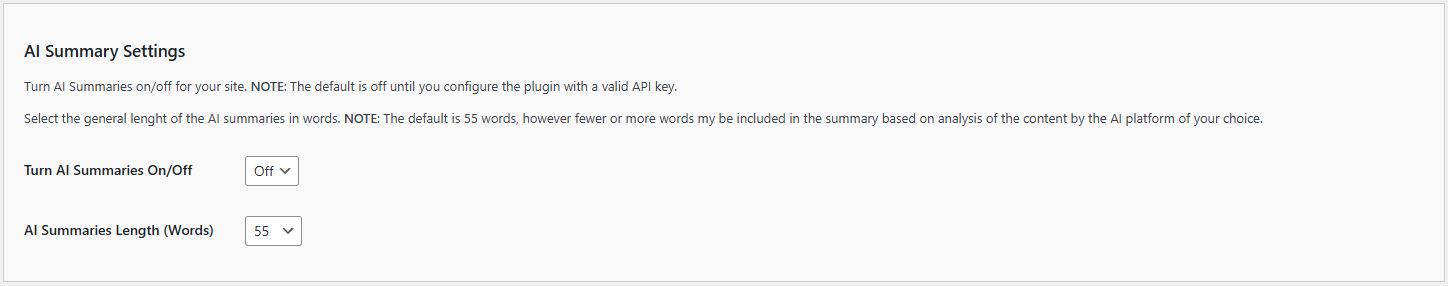 AI Summary Settings
Turn AI Summaries on/off for your site. NOTE: The default is off until you configure the plugin with a valid API key.
Select the general lenght of the AI summaries in words. NOTE: The default is 55 words, however fewer or more words my be included in the summary based on analysis of the content by the AI platform of your choice.
Turn AI Summaries On/Off
Off
AI Summaries Length (Words)
55